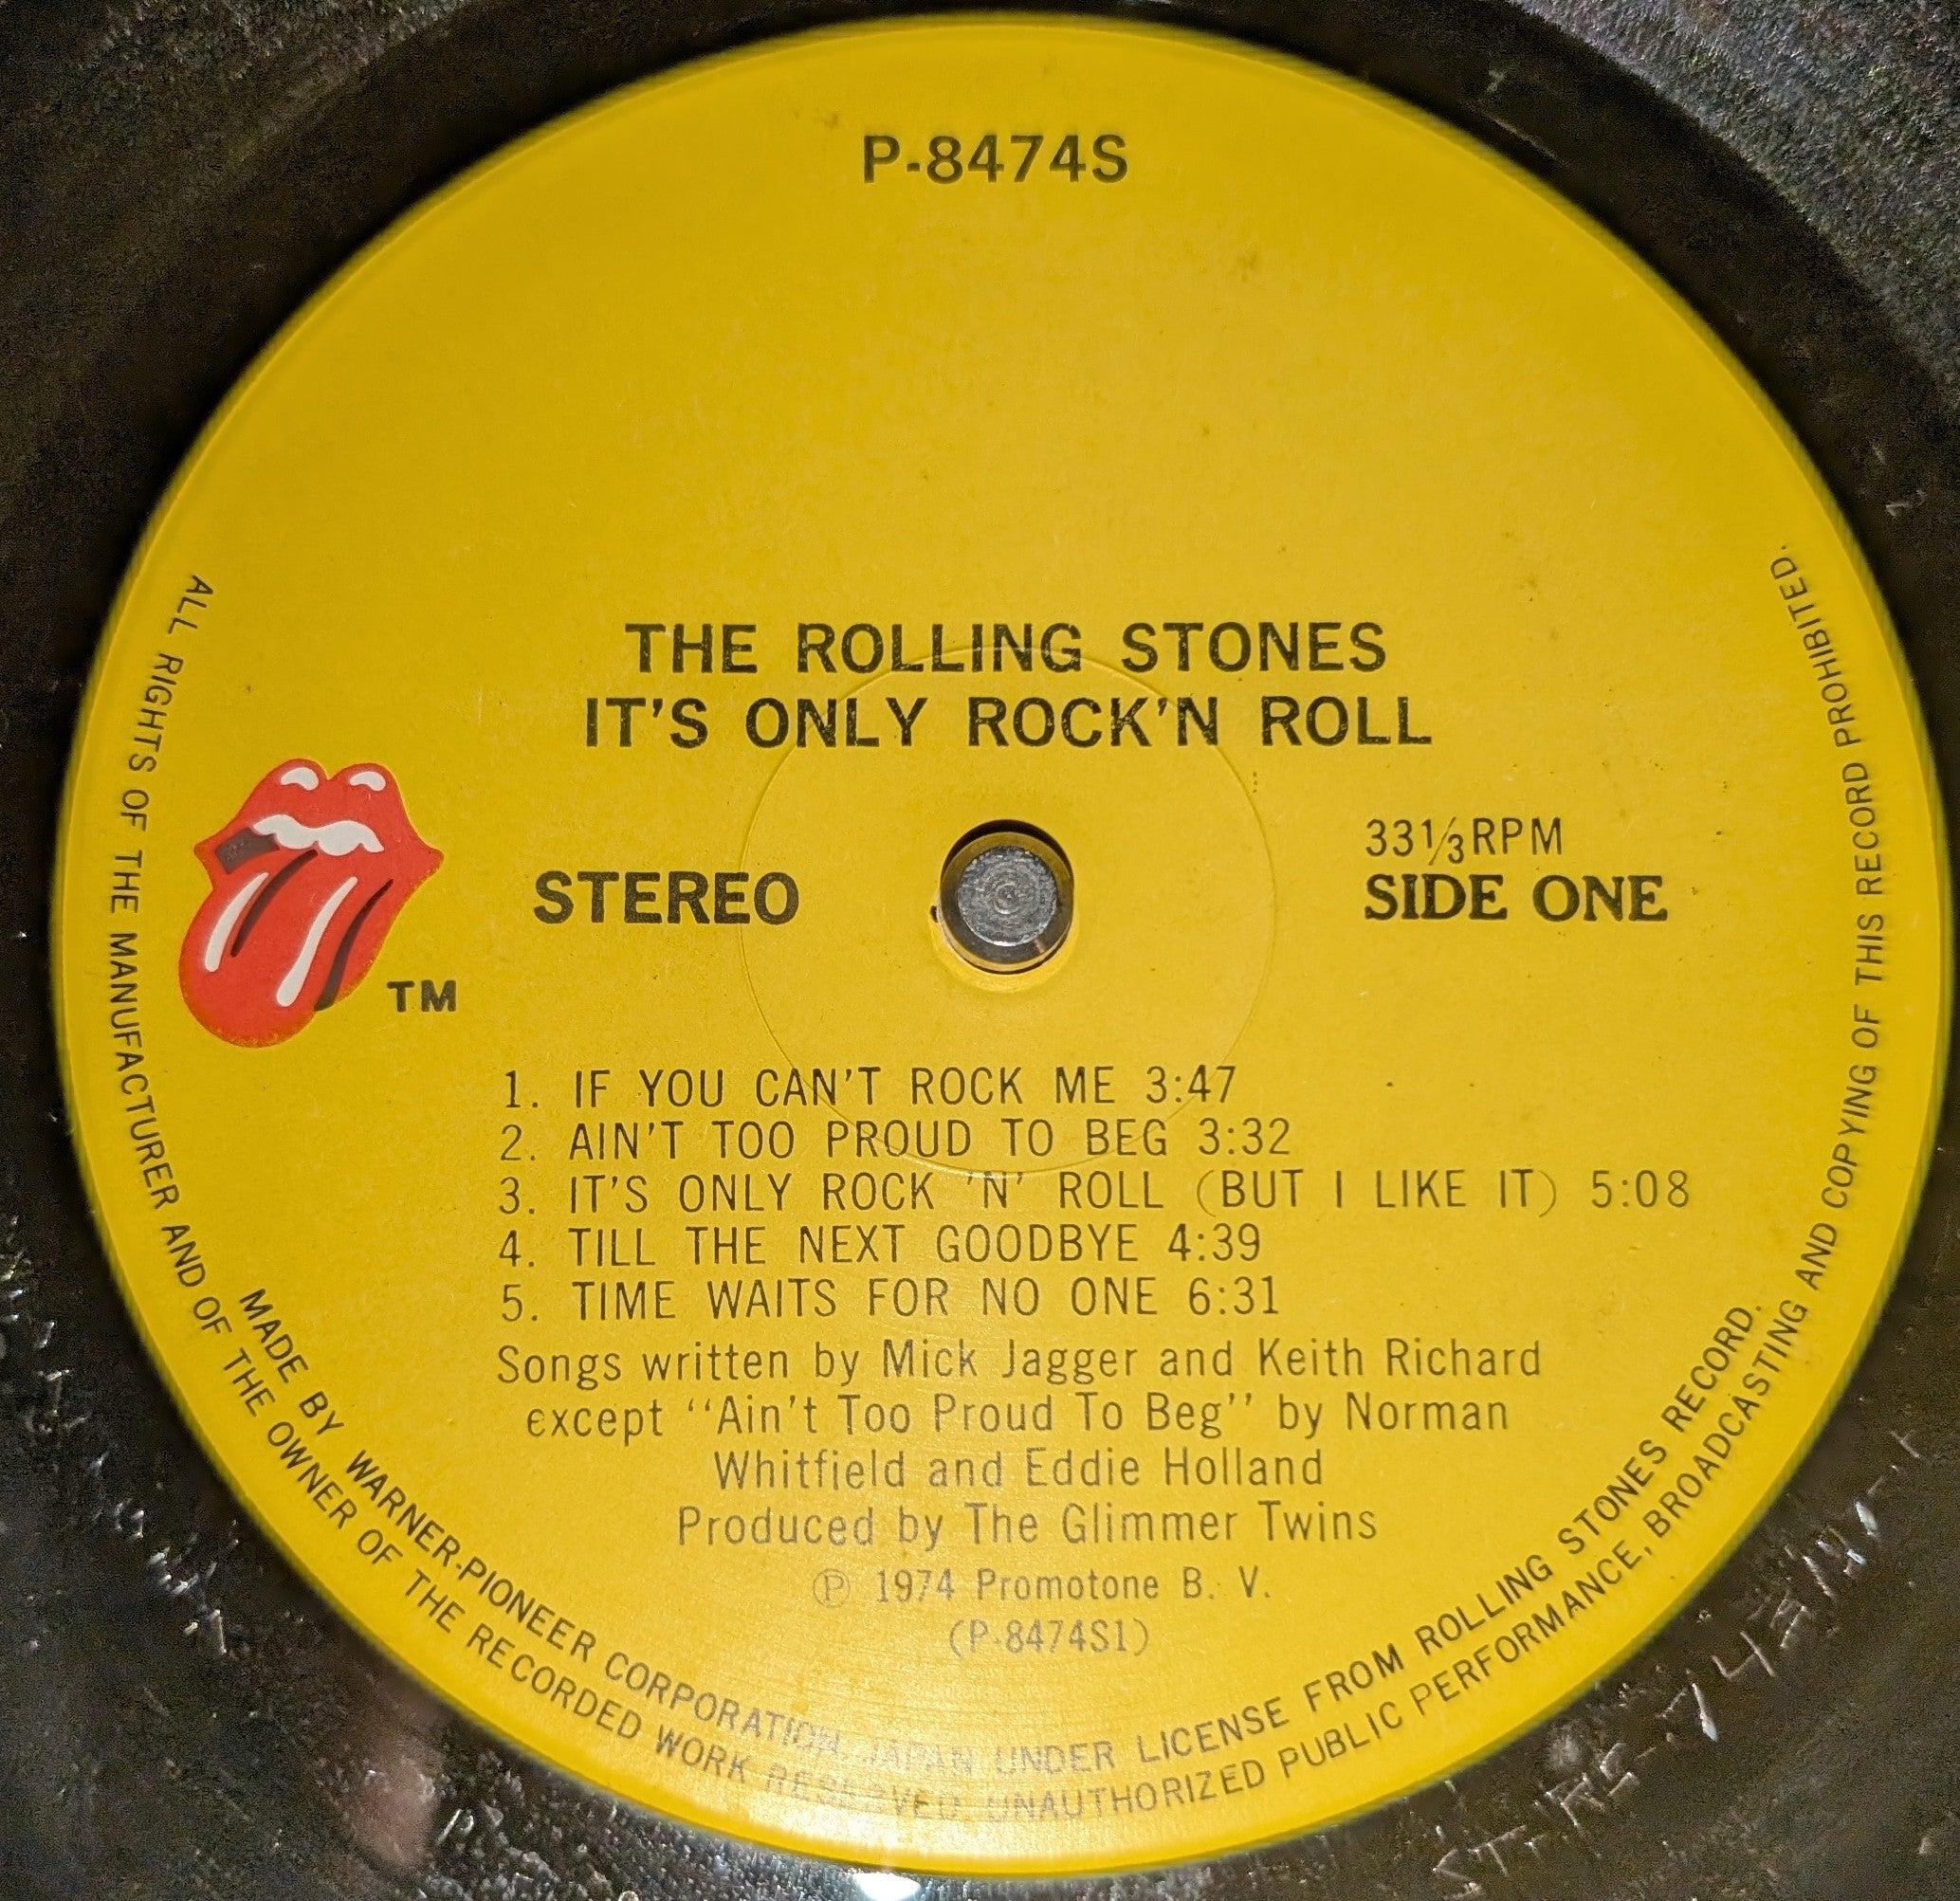 P-8474S
THE ROLLING STONES
IT'S ONLY ROCK'N ROLL
33 1/3 RPM
STEREO
SIDE ONE
TM
1. IF YOU CAN'T ROCK ME 3:47
2. AIN'T TOO PROUD TO BEG 3:32
3. IT'S ONLY ROCK 'N' ROLL (BUT I LIKE IT) 5:08
4. TILL THE NEXT GOODBYE 4:39
5. TIME WAITS FOR NO ONE 6:31
Songs written by Mick Jagger and Keith Richard
except "Ain't Too Proud To Beg" by Norman
Whitfield and Eddie Holland
Produced by The Glimmer Twins
Ⓟ 1974 Promotone B. V.
(P-8474S1)
MADE BY WARNER-PIONEER CORPORATION, JAPAN UNDER LICENSE FROM ROLLING STONES RECORD.
ALL RIGHTS OF THE MANUFACTURER AND OF THE OWNER OF THE RECORDED WORK RESERVED. UNAUTHORIZED PUBLIC PERFORMANCE, BROADCASTING AND COPYING OF THIS RECORD PROHIBITED.